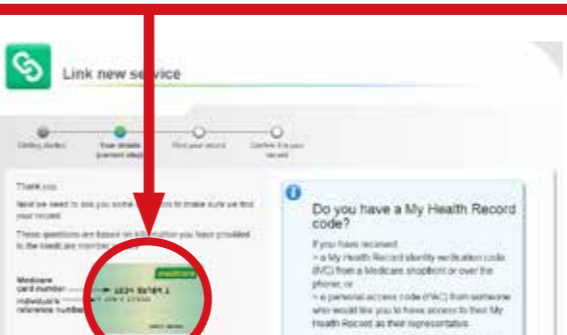 Link new service
Getting started
Your details
(current step)
Find your record
Confirm it is your
record
Thank you.
Next we need to ask you some questions to make sure we find
your record.
These questions are based on information you have provided
to the Medicare member
Medicare
card number
Individual's
reference number
medicare
Do you have a My Health Record
code?
If you have received:
> a My Health Record identity verification code
(IVC) from a Medicare shopfront or over the
phone; or
> a personal access code (PAC) from someone
who would like you to have access to their My
Health Record as their representative